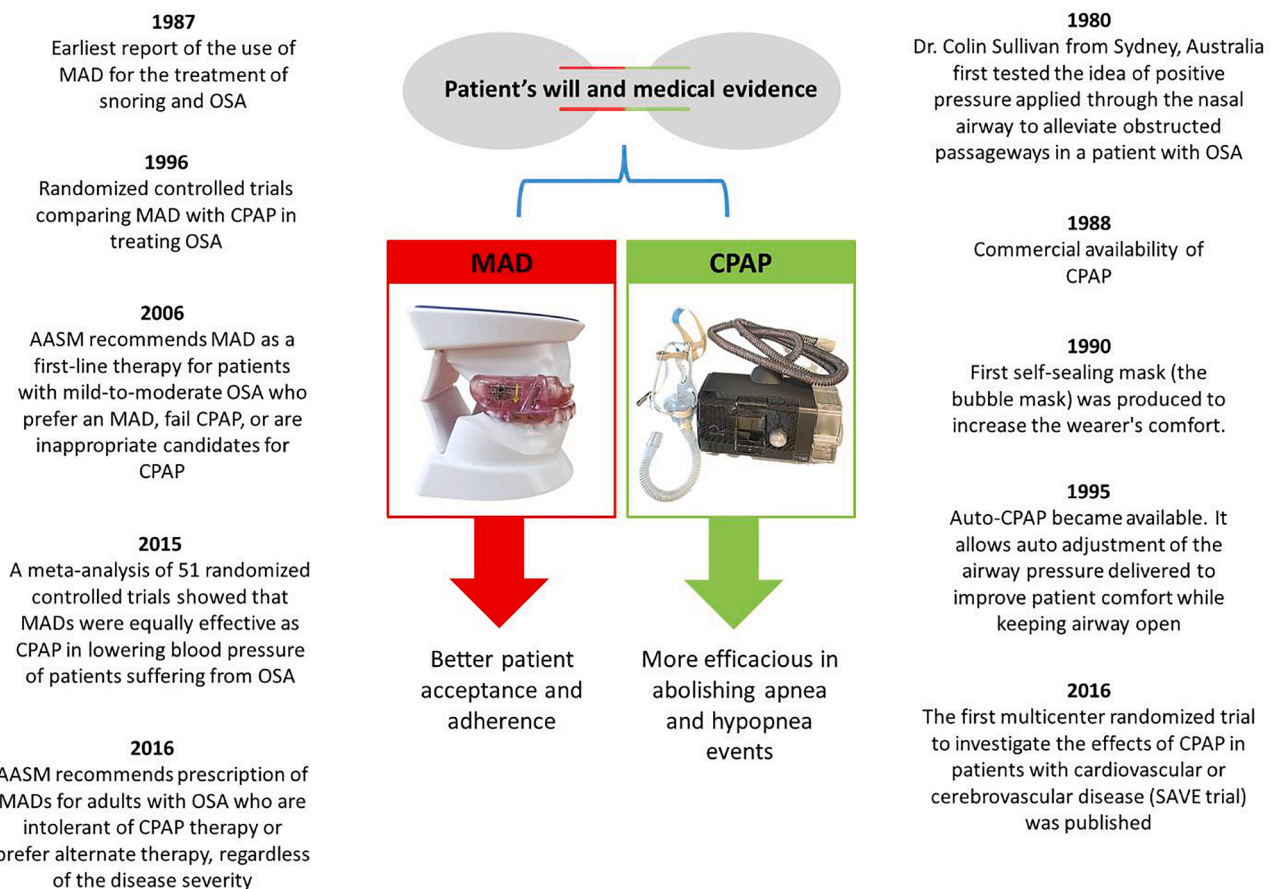 1987
Earliest report of the use of
MAD for the treatment of
snoring and OSA
1996
Randomized controlled trials
comparing MAD with CPAP in
treating OSA
2006
AASM recommends MAD as a
first-line therapy for patients
with mild-to-moderate OSA who
prefer an MAD, fail CPAP, or are
inappropriate candidates for
CPAP
2015
A meta-analysis of 51 randomized
controlled trials showed that
MADs were equally effective as
CPAP in lowering blood pressure
of patients suffering from OSA
2016
AASM recommends prescription of
MADs for adults with OSA who are
intolerant of CPAP therapy or
prefer alternate therapy, regardless
of the disease severity
Patient's will and medical evidence
MAD
CPAP
Better patient
acceptance and
adherence
More efficacious in
abolishing apnea
and hypopnea
events
1980
Dr. Colin Sullivan from Sydney, Australia
first tested the idea of positive
pressure applied through the nasal
airway to alleviate obstructed
passageways in a patient with OSA
1988
Commercial availability of
CPAP
1990
First self-sealing mask (the
bubble mask) was produced to
increase the wearer's comfort.
1995
Auto-CPAP became available. It
allows auto adjustment of the
airway pressure delivered to
improve patient comfort while
keeping airway open
2016
The first multicenter randomized trial
to investigate the effects of CPAP in
patients with cardiovascular or
cerebrovascular disease (SAVE trial)
was published